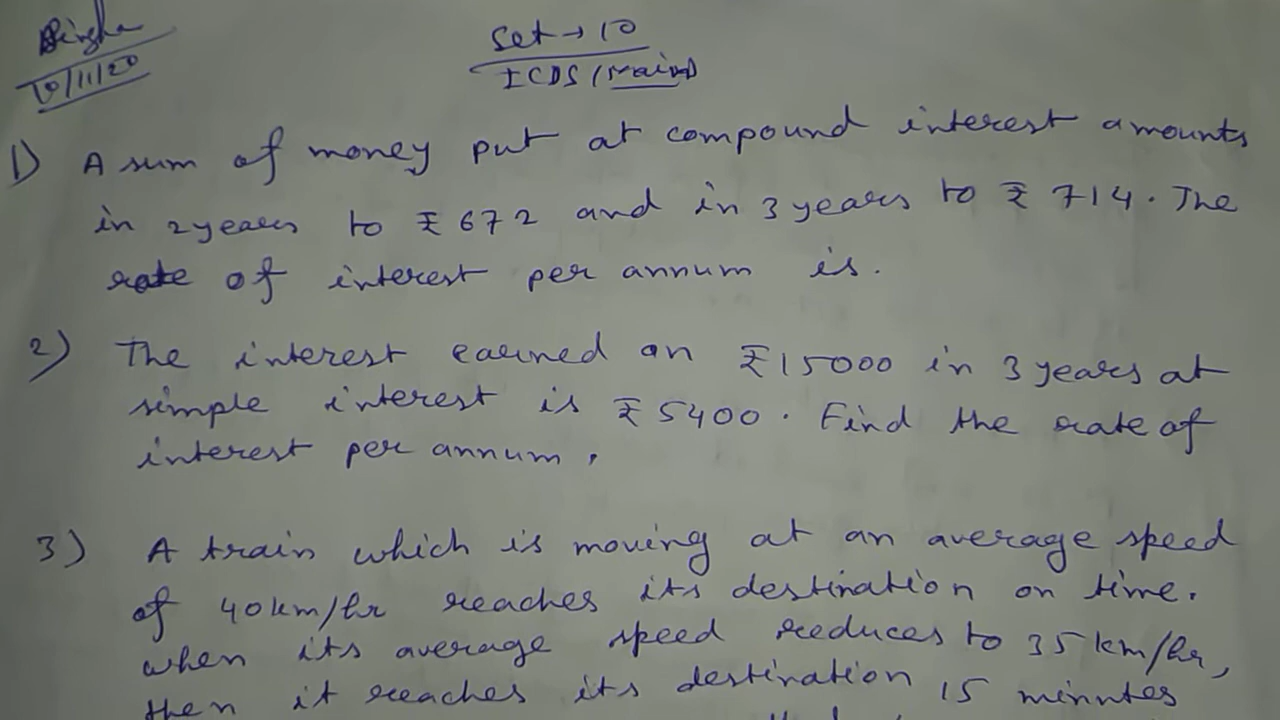 Singha
10/11/20
Set → 10
ICDS (Main)
1) A sum of money put at compound interest amounts
in 2 years to ₹ 672 and in 3 years to ₹ 714. The
rate of interest per annum is.
2) The interest earned on ₹15000 in 3 years at
simple interest is ₹5400. Find the rate of
interest per annum.
3) A train which is moving at an average speed
of 40 km/hr reaches its destination on time.
when its average speed reduces to 35 km/hr,
then it reaches its destination 15 minutes